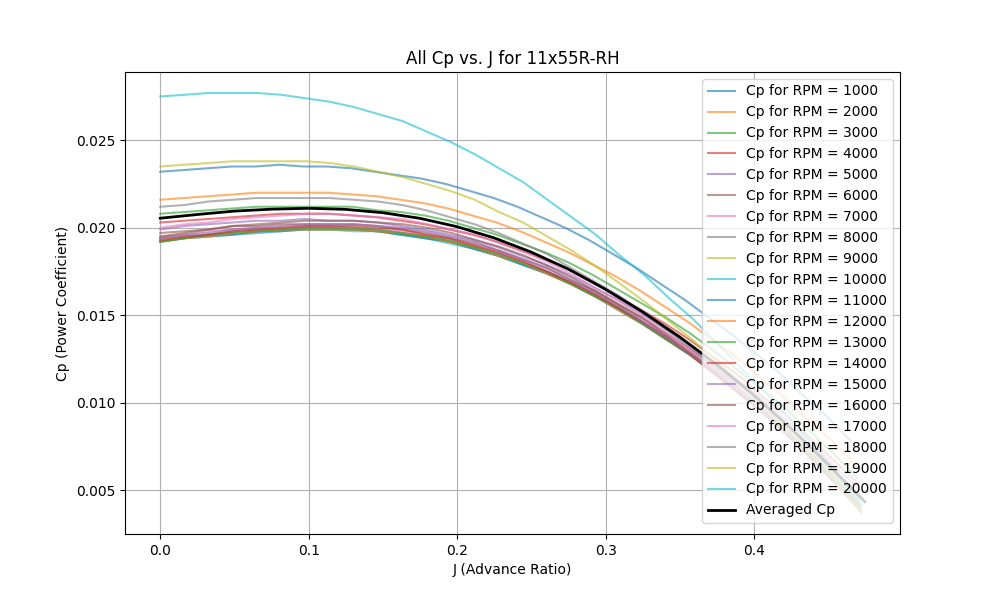 All Cp vs. J for 11x55R-RH
Cp (Power Coefficient)
0.025
0.020
0.015
0.010
0.005
0.0
0.1
0.2
0.3
0.4
J (Advance Ratio)
Cp for RPM = 1000
Cp for RPM = 2000
Cp for RPM = 3000
Cp for RPM = 4000
Cp for RPM = 5000
Cp for RPM = 6000
Cp for RPM = 7000
Cp for RPM = 8000
Cp for RPM = 9000
Cp for RPM = 10000
Cp for RPM = 11000
Cp for RPM = 12000
Cp for RPM = 13000
Cp for RPM = 14000
Cp for RPM = 15000
Cp for RPM = 16000
Cp for RPM = 17000
Cp for RPM = 18000
Cp for RPM = 19000
Cp for RPM = 20000
Averaged Cp